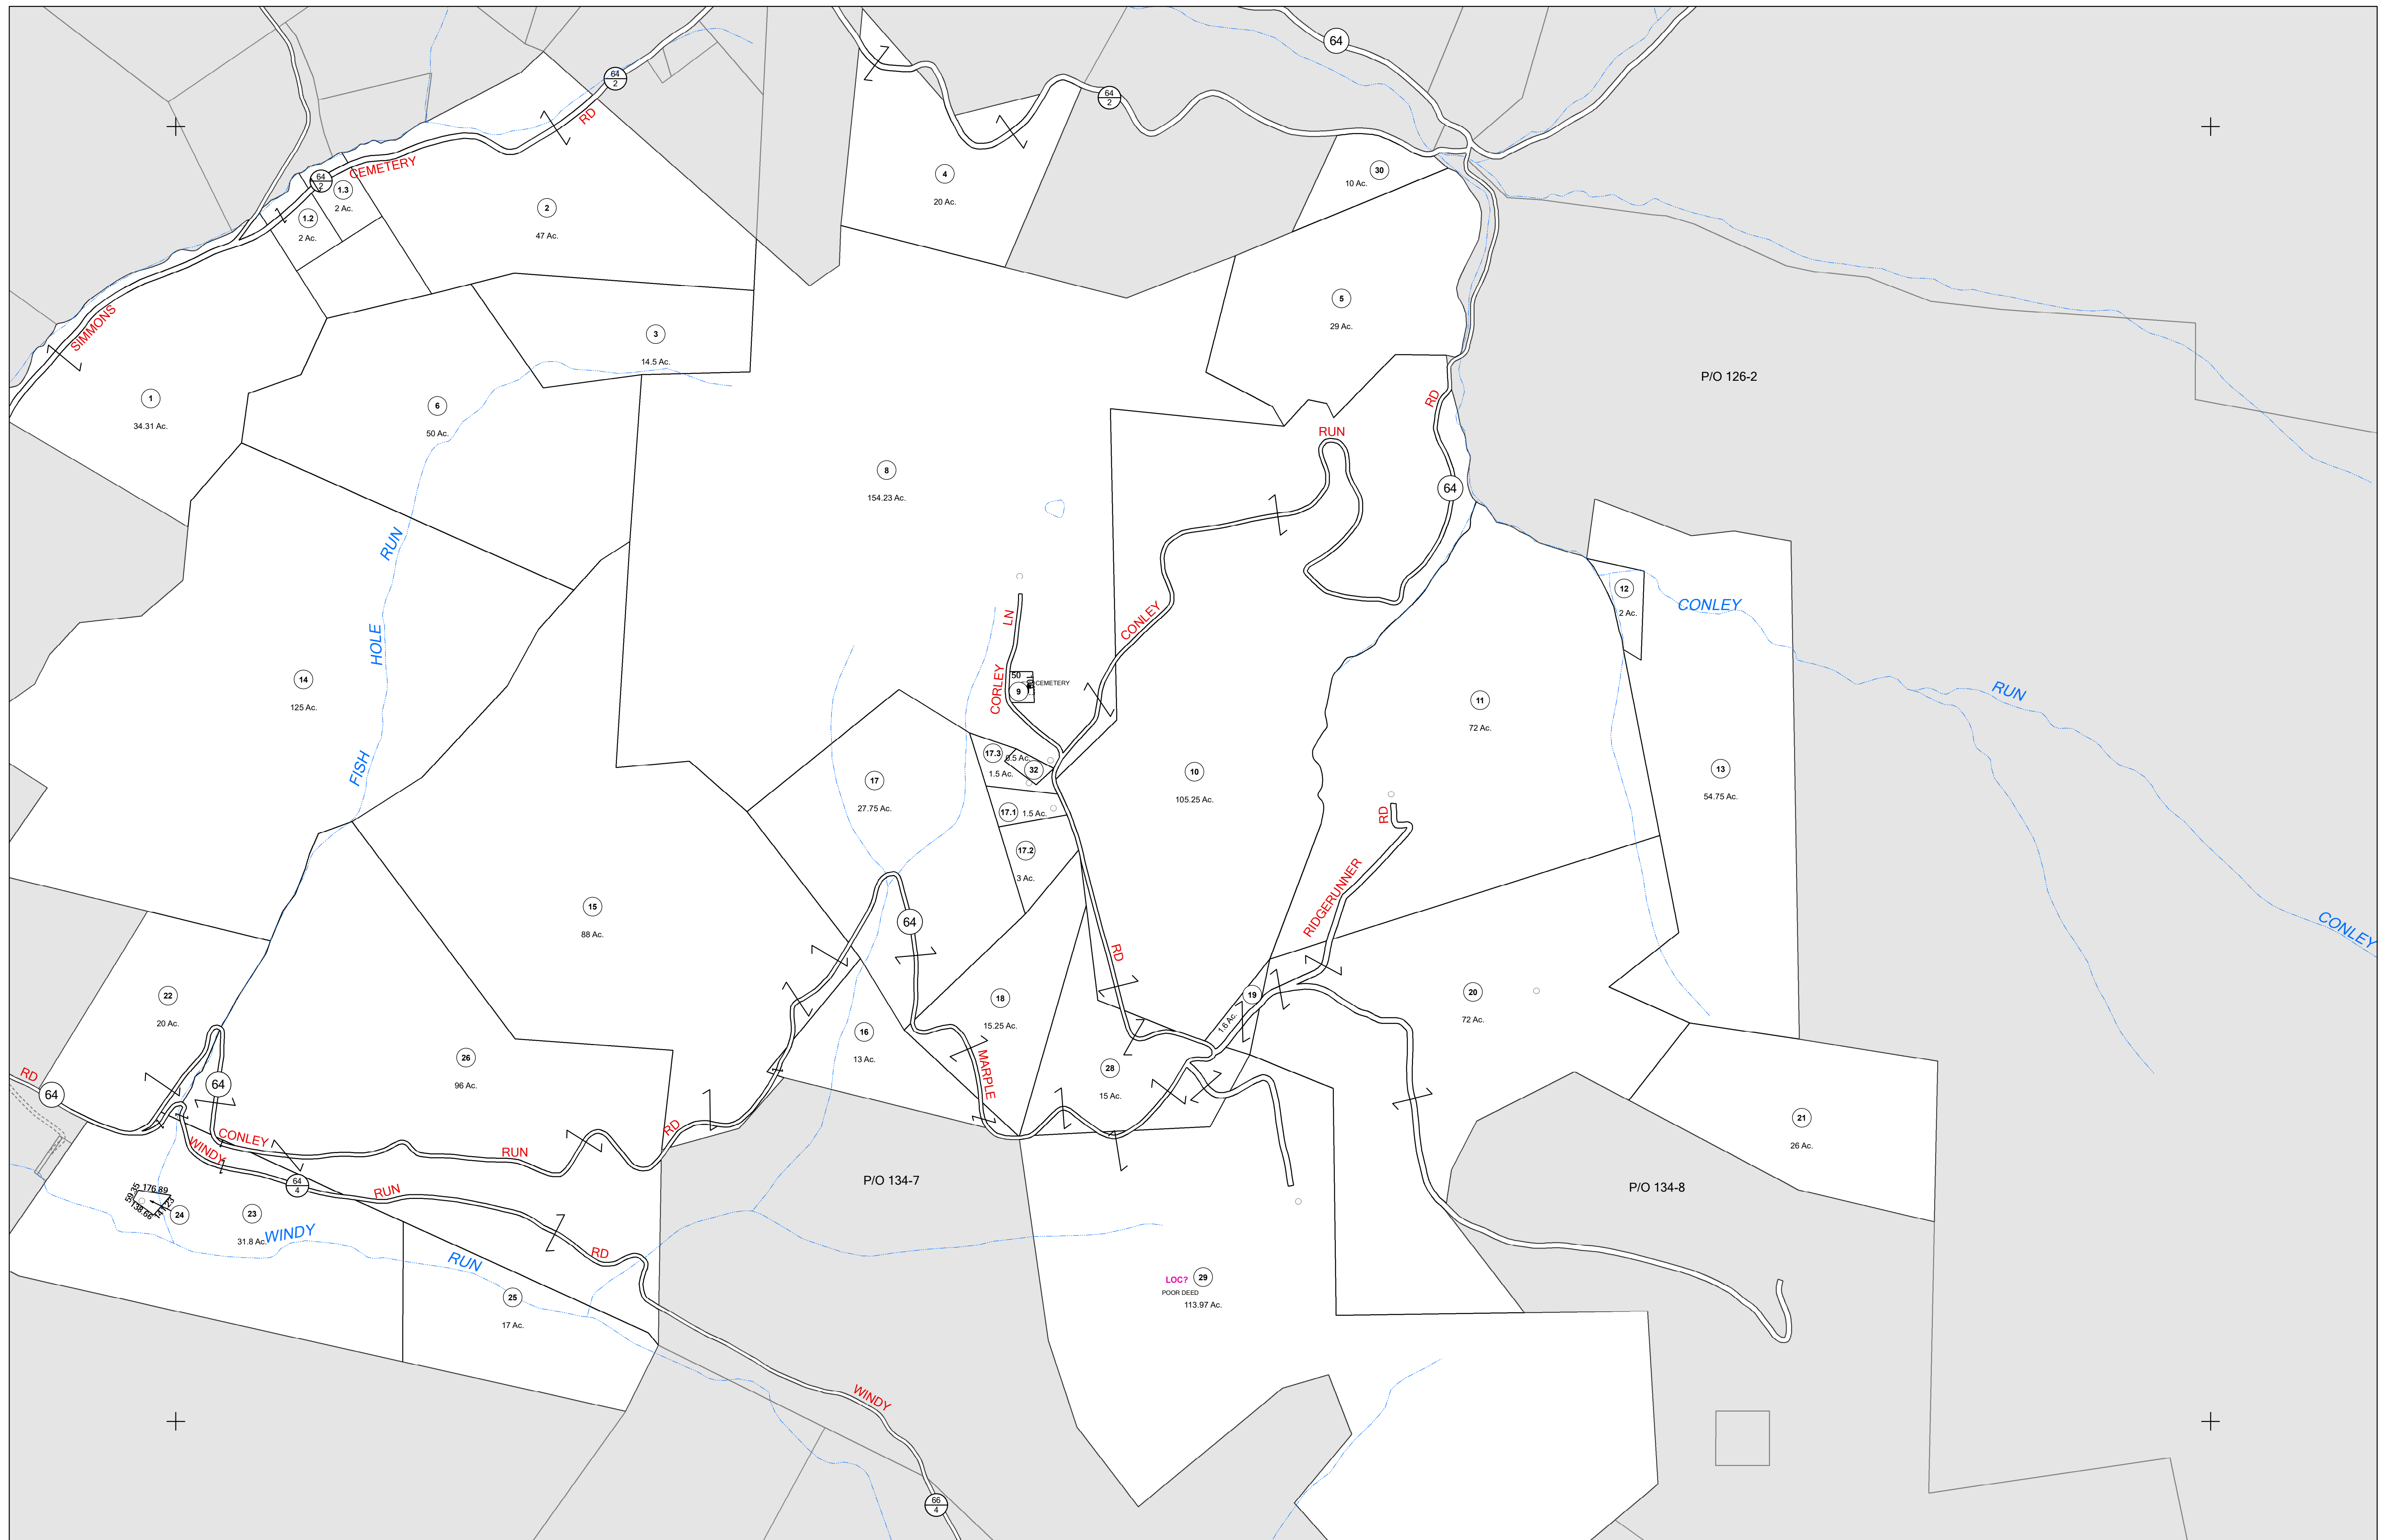 64
64
2
64
2
RD
CEMETERY
64
2
1.3
2 Ac.
1.2
2 Ac.
2
47 Ac.
4
20 Ac.
30
10 Ac.
SIMMONS
3
14.5 Ac.
5
29 Ac.
P/O 126-2
1
34.31 Ac.
6
50 Ac.
RD
RUN
8
154.23 Ac.
64
RUN
HOLE
FISH
12
2 Ac.
CONLEY
LN
CONLEY
CORLEY
50
9
CEMETERY
14
125 Ac.
RUN
11
72 Ac.
17.3
0.5 Ac.
1.5 Ac.
32
10
105.25 Ac.
13
54.75 Ac.
17
27.75 Ac.
17.1
1.5 Ac.
RD
17.2
3 Ac.
RIDGERUNNER
15
88 Ac.
64
CONLEY
RD
22
20 Ac.
18
15.25 Ac.
19
1.6 Ac.
20
72 Ac.
16
13 Ac.
26
96 Ac.
MARPLE
28
15 Ac.
RD
64
64
21
26 Ac.
CONLEY
RUN
RD
WINDY
64
4
RUN
P/O 134-7
P/O 134-8
59.35
176.89
138.66
24
23
31.8 Ac.
WINDY
RUN
RD
LOC?
29
POOR DEED
113.97 Ac.
25
17 Ac.
WINDY
66
4